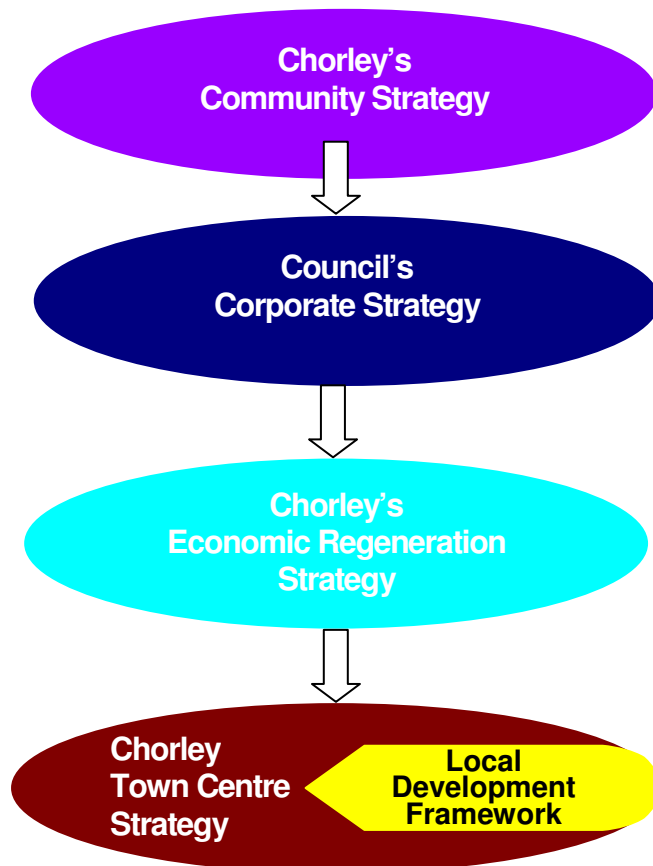 Chorley's
Community Strategy
Council's
Corporate Strategy
Chorley's
Economic Regeneration
Strategy
Chorley
Town Centre
Strategy
Local
Development
Framework